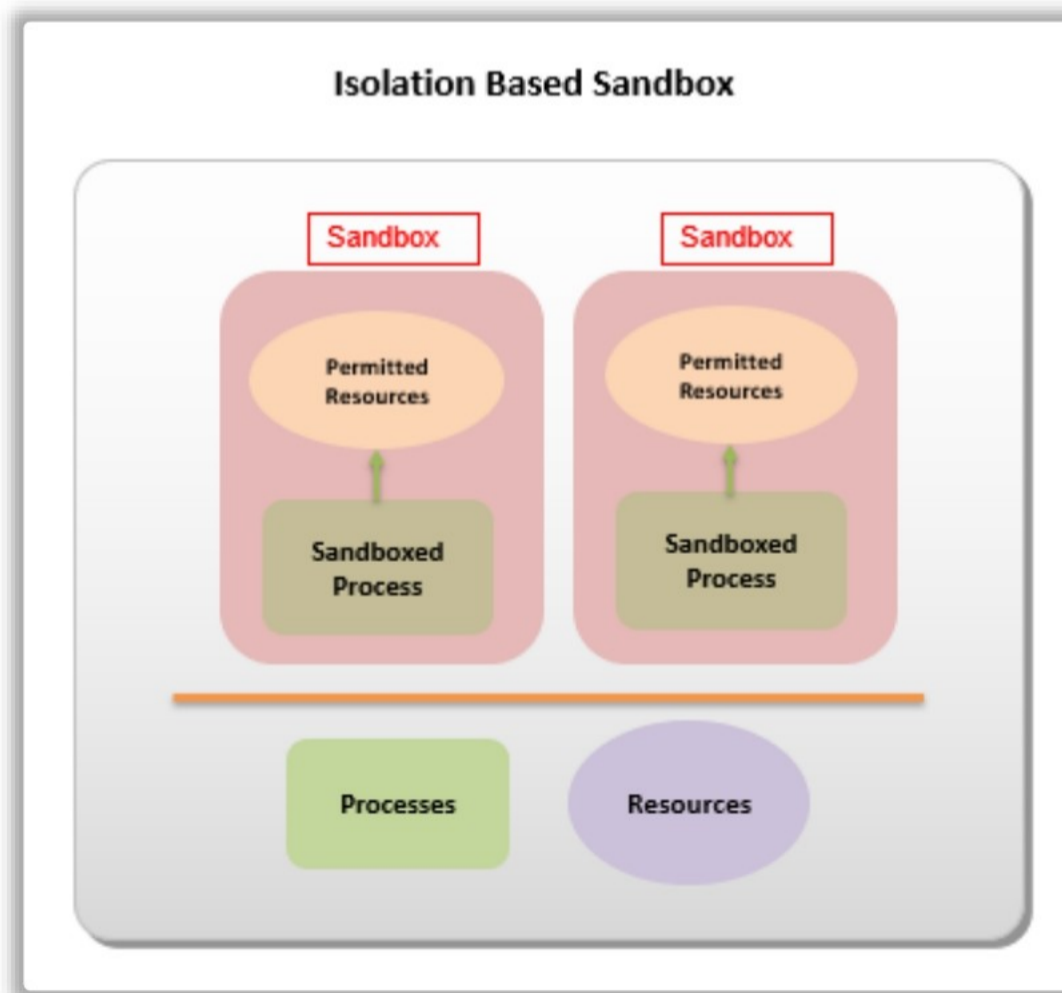 Isolation Based Sandbox
Sandbox
Sandbox
Permitted
Resources
Permitted
Resources
Sandboxed
Process
Sandboxed
Process
Processes
Resources